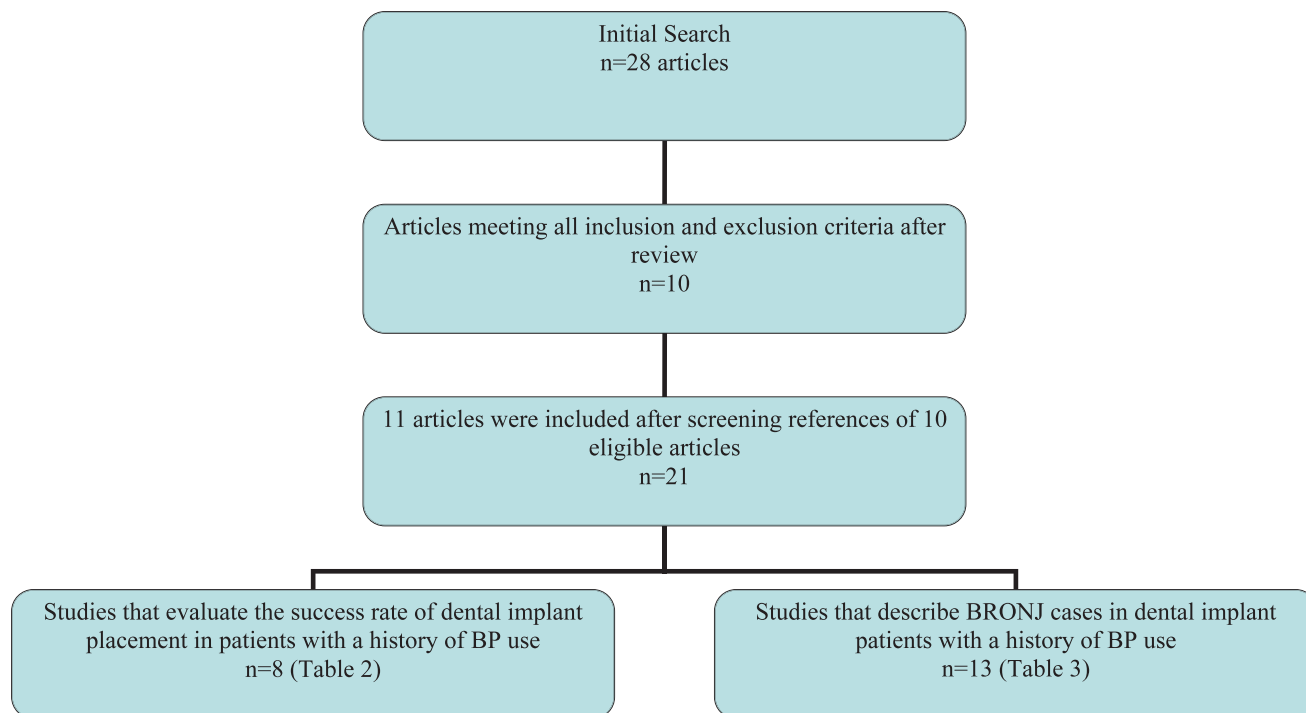 Initial Search
n=28 articles
Articles meeting all inclusion and exclusion criteria after
review
n=10
11 articles were included after screening references of 10
eligible articles
n=21
Studies that evaluate the success rate of dental implant
placement in patients with a history of BP use
n=8 (Table 2)
Studies that describe BRONJ cases in dental implant
patients with a history of BP use
n=13 (Table 3)